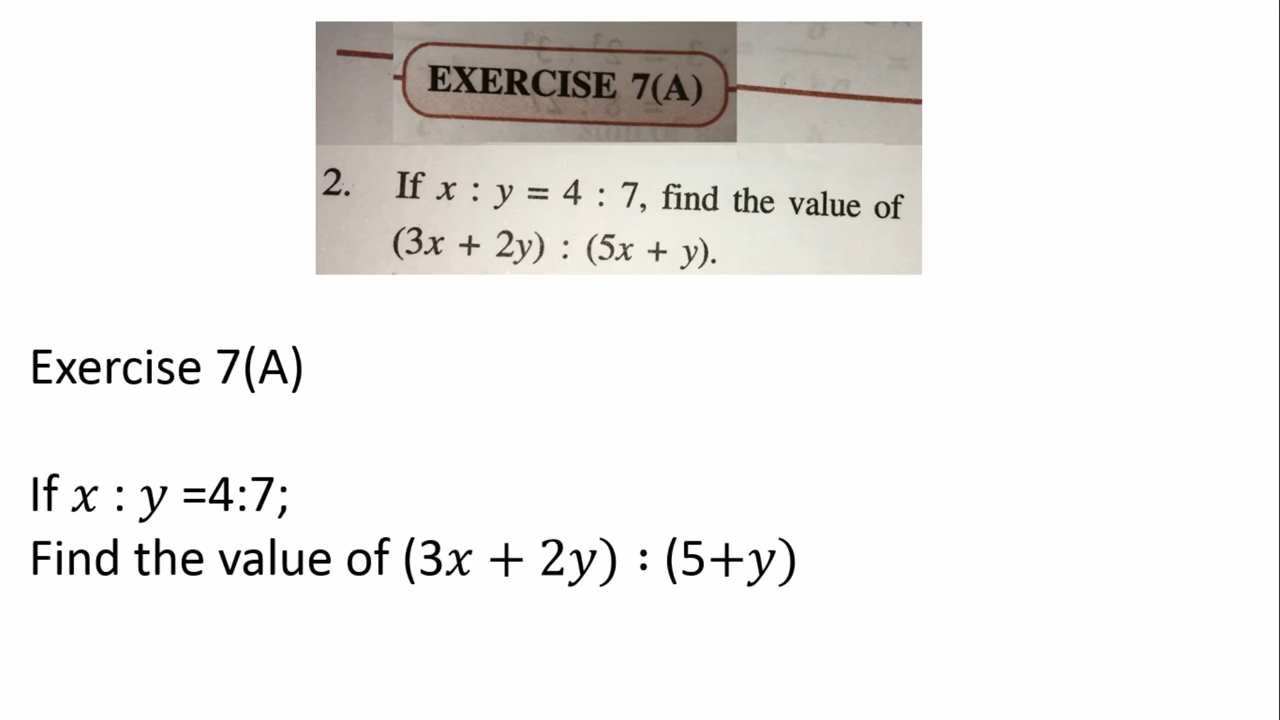 EXERCISE 7(A)
2. If x : y = 4 : 7, find the value of
(3x + 2y) : (5x + y).
Exercise 7(A)
If 𝑥 : 𝑦 =4:7;
Find the value of (3𝑥 + 2𝑦) : (5+𝑦)